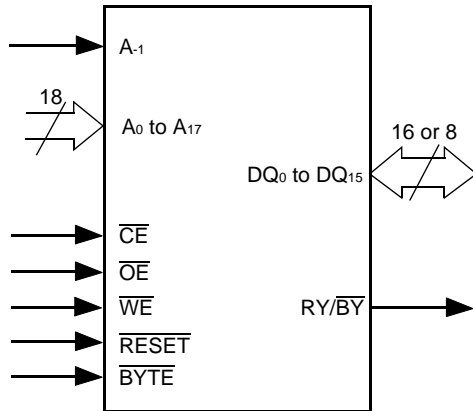 A-1
18
A0 to A17
16 or 8
DQ0 to DQ15
CE
OE
WE
RY/BY
RESET
BYTE